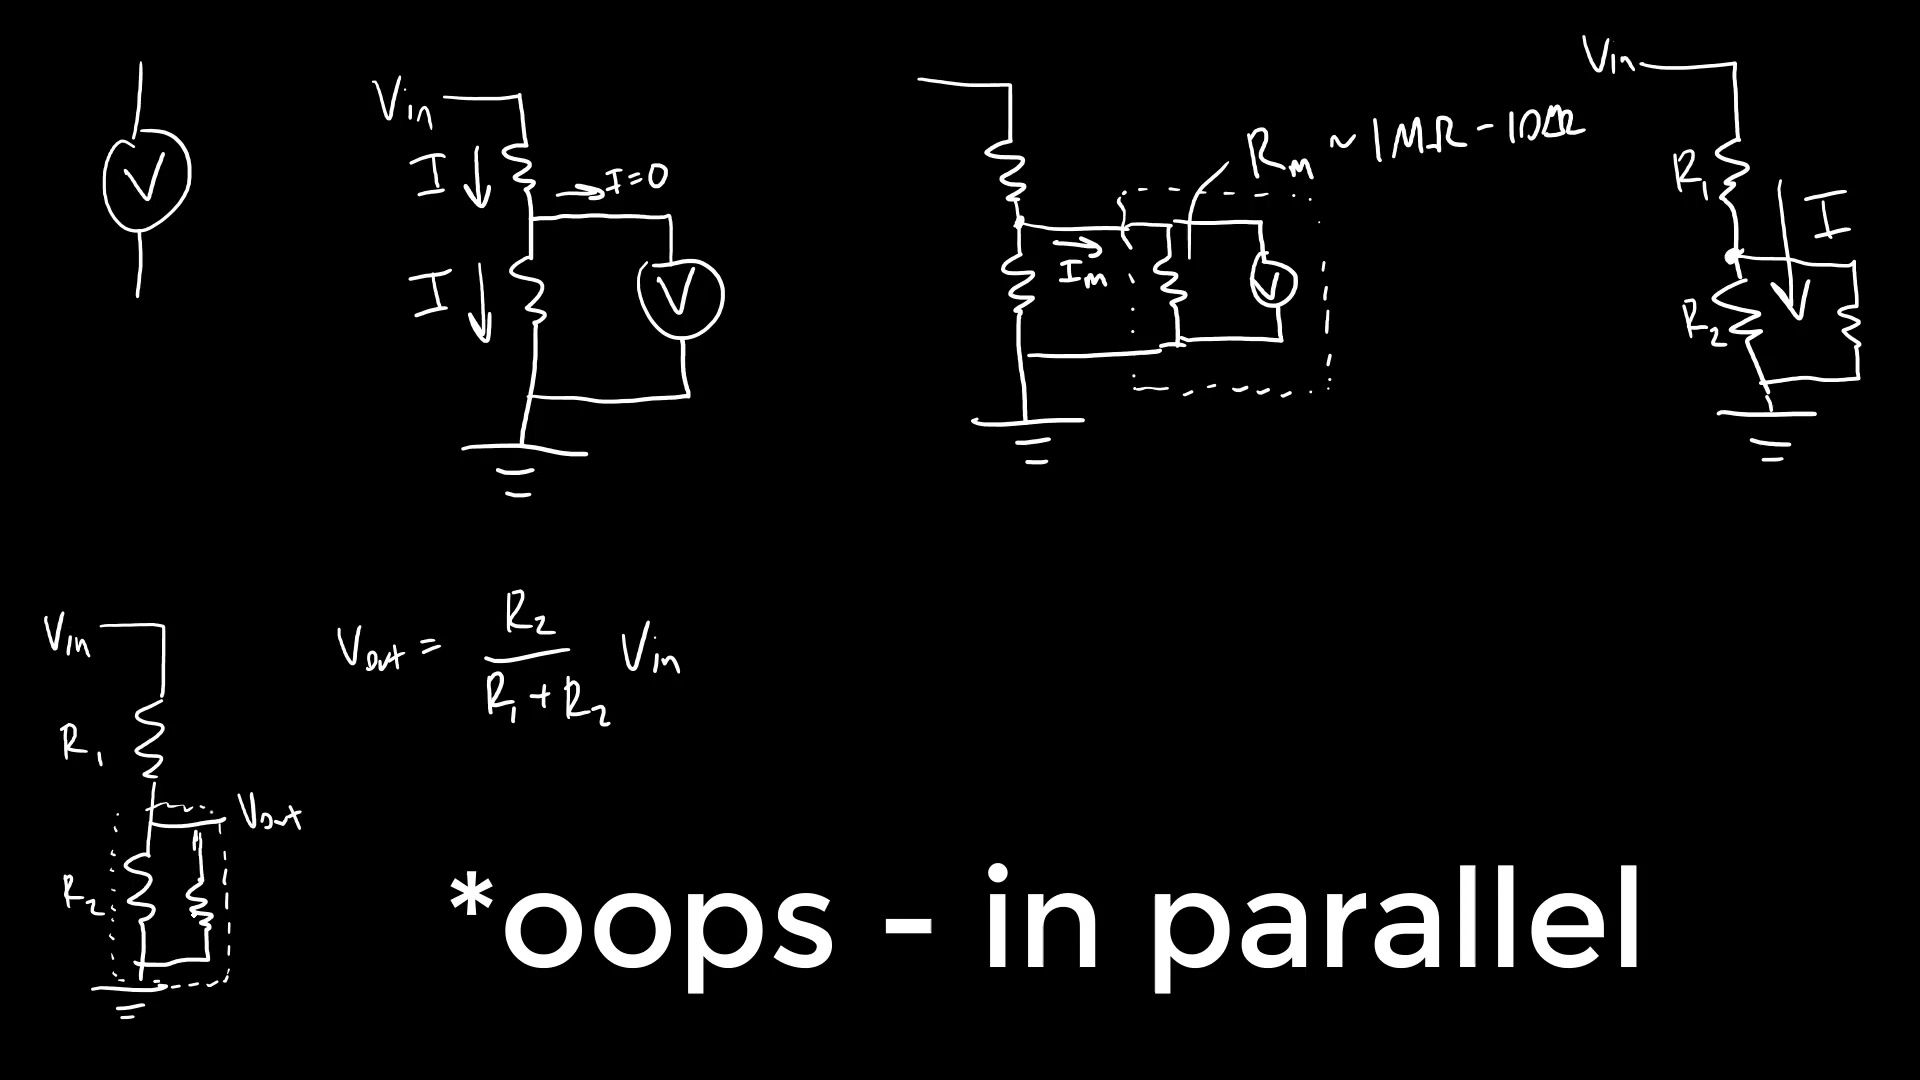 V
Vin
I
I=0
I
V
Rm ~ 1MΩ - 10MΩ
Im
V
Vin
R1
I
R2
Vin
R1
Vout
R2
Vout = R2 / R1 + R2 Vin
*oops - in parallel